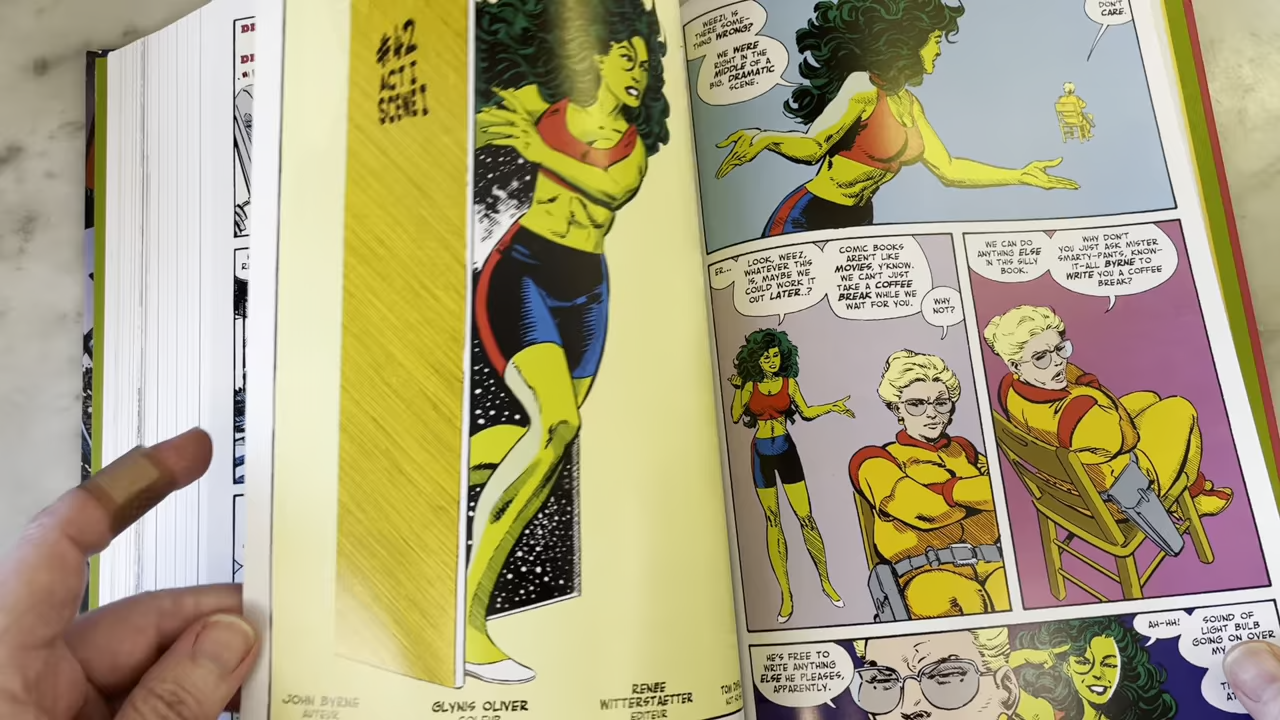 #42
ACT I
SCENE I
JOHN BYRNE
AUTEUR
GLYNIS OLIVER
COLEUR
RENÉE
WITTERSTAETTER
EDITEUR
WEEZI, IS
THERE SOME-
THING WRONG?
WE WERE
RIGHT IN THE
MIDDLE OF A
BIG, DRAMATIC
SCENE.
DON'T
CARE.
ER...
LOOK, WEEZ,
WHATEVER THIS
IS, MAYBE WE
COULD WORK IT
OUT LATER..?
COMIC BOOKS
AREN'T LIKE
MOVIES, Y'KNOW.
WE CAN'T JUST
TAKE A COFFEE
BREAK WHILE WE
WAIT FOR YOU.
WHY
NOT?
WE CAN DO
ANYTHING ELSE
IN THIS SILLY
BOOK.
WHY DON'T
YOU JUST ASK MISTER
SMARTY-PANTS, KNOW-
IT-ALL BYRNE TO
WRITE YOU A COFFEE
BREAK?
HE'S FREE TO
WRITE ANYTHING
ELSE HE PLEASES,
APPARENTLY.
AH-HH!
SOUND OF
LIGHT BULB
GOING ON OVER
MY